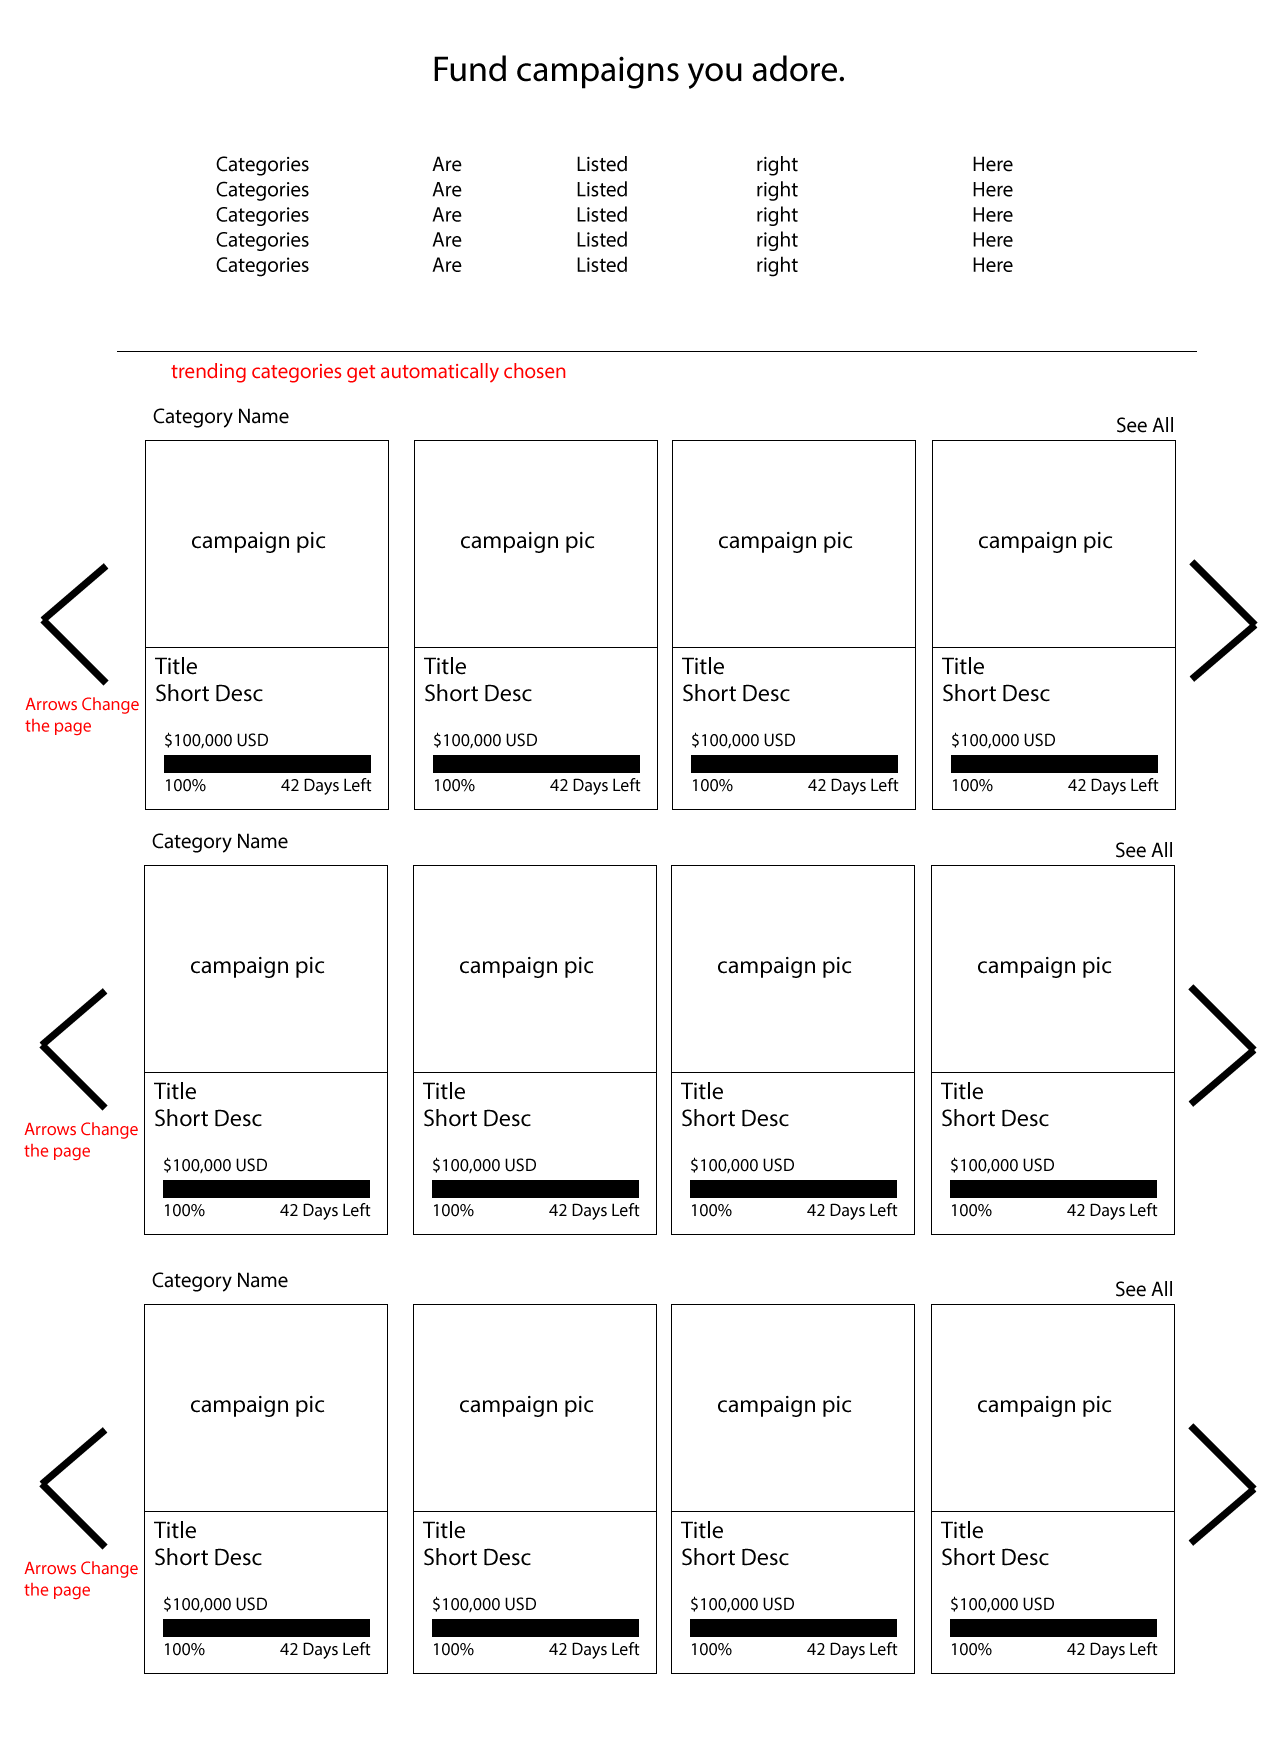 Fund campaigns you adore.
Categories Are Listed right Here
Categories Are Listed right Here
Categories Are Listed right Here
Categories Are Listed right Here
Categories Are Listed right Here
trending categories get automatically chosen
Category Name
See All
campaign pic campaign pic campaign pic campaign pic
Title Title Title Title
Short Desc Short Desc Short Desc Short Desc
Arrows Change
the page
$100,000 USD $100,000 USD $100,000 USD $100,000 USD
100% 42 Days Left 100% 42 Days Left 100% 42 Days Left 100% 42 Days Left
Category Name
See All
campaign pic campaign pic campaign pic campaign pic
Title Title Title Title
Short Desc Short Desc Short Desc Short Desc
Arrows Change
the page
$100,000 USD $100,000 USD $100,000 USD $100,000 USD
100% 42 Days Left 100% 42 Days Left 100% 42 Days Left 100% 42 Days Left
Category Name
See All
campaign pic campaign pic campaign pic campaign pic
Title Title Title Title
Short Desc Short Desc Short Desc Short Desc
Arrows Change
the page
$100,000 USD $100,000 USD $100,000 USD $100,000 USD
100% 42 Days Left 100% 42 Days Left 100% 42 Days Left 100% 42 Days Left